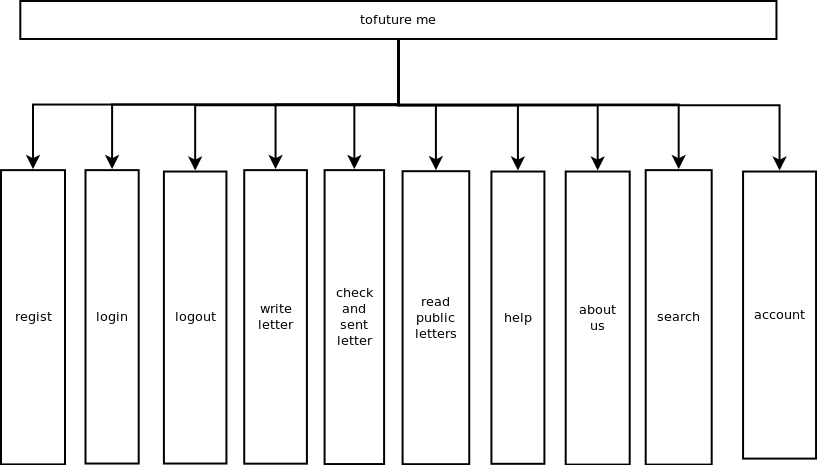 tofuture me
regist
login
logout
write
letter
check
and
sent
letter
read
public
letters
help
about
us
search
account